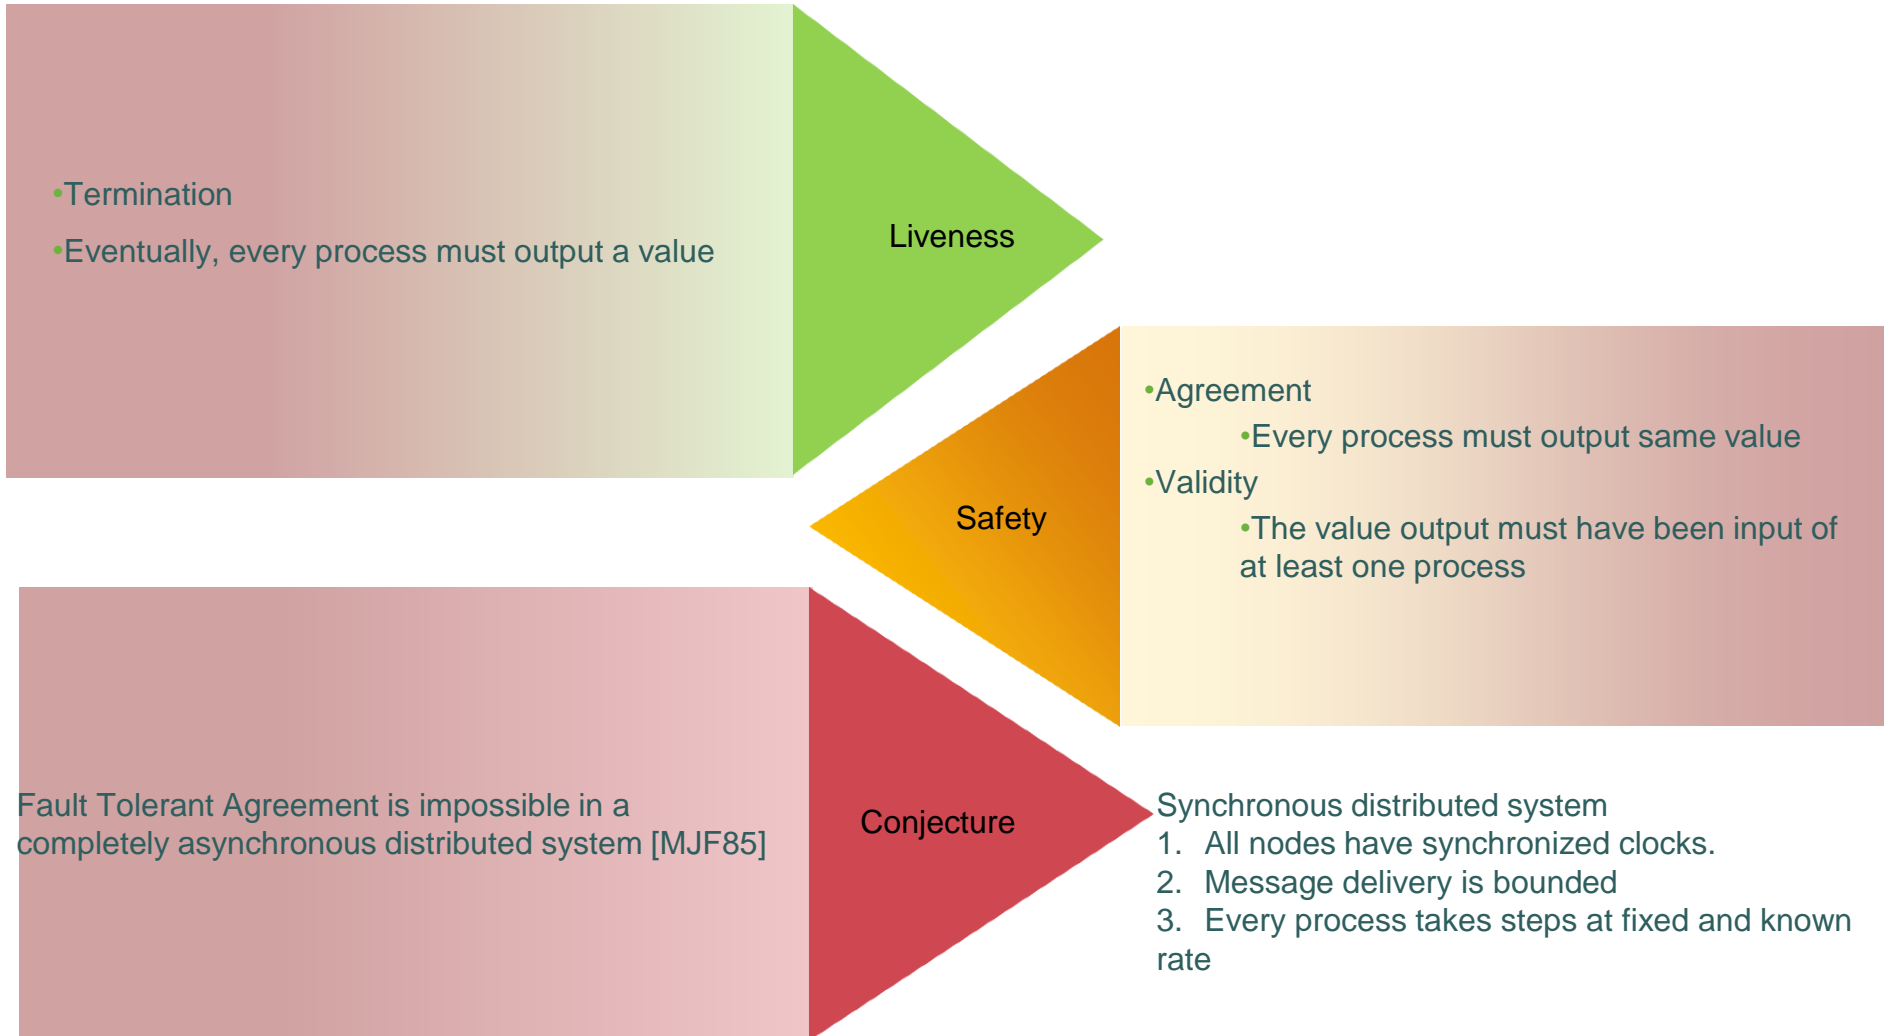 •Termination
•Eventually, every process must output a value
Liveness
Safety
•Agreement
•Every process must output same value
•Validity
•The value output must have been input of
at least one process
Fault Tolerant Agreement is impossible in a
completely asynchronous distributed system [MJF85]
Conjecture
Synchronous distributed system
1. All nodes have synchronized clocks.
2. Message delivery is bounded
3. Every process takes steps at fixed and known
rate